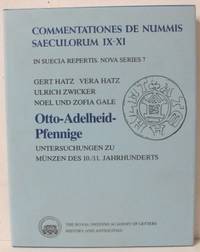 COMMENTATIONES DE NUMMIS
SAECULORUM IX-XI
IN SUECIA REPERTIS. NOVA SERIES 7
GERT HATZ VERA HATZ
ULRICH ZWICKER
NOEL UND ZOFIA GALE
Otto-Adelheid-
Pfennige
UNTERSUCHUNGEN ZU
MÜNZEN DES 10./11. JAHRHUNDERTS
THE ROYAL SWEDISH ACADEMY OF LETTERS
HISTORY AND ANTIQUITIES